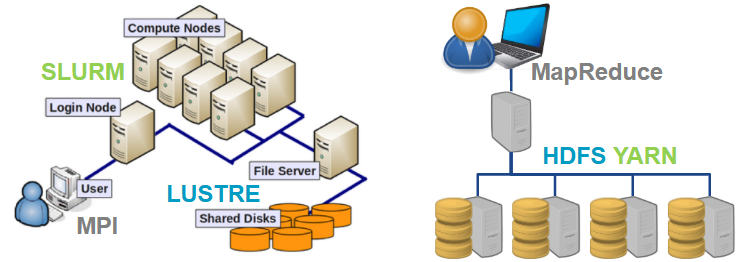 Compute Nodes
SLURM
Login Node
File Server
User
LUSTRE
MPI
Shared Disks
MapReduce
HDFS YARN